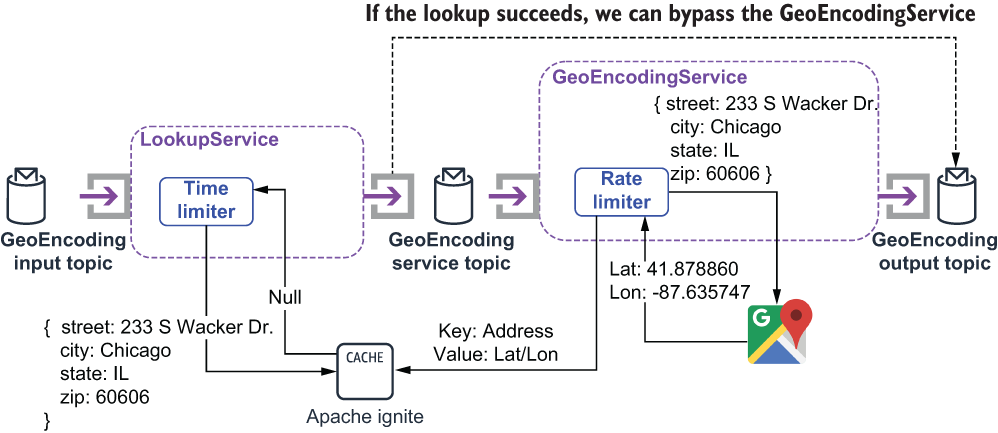 If the lookup succeeds, we can bypass the GeoEncodingService
GeoEncodingService
{ street: 233 S Wacker Dr.
city: Chicago
state: IL
zip: 60606 }
LookupService
Time
limiter
Rate
limiter
GeoEncoding
input topic
GeoEncoding
service topic
GeoEncoding
output topic
Lat: 41.878860
Lon: -87.635747
Null
{ street: 233 S Wacker Dr.
city: Chicago
state: IL
zip: 60606
}
Key: Address
Value: Lat/Lon
G
CACHE
Apache ignite